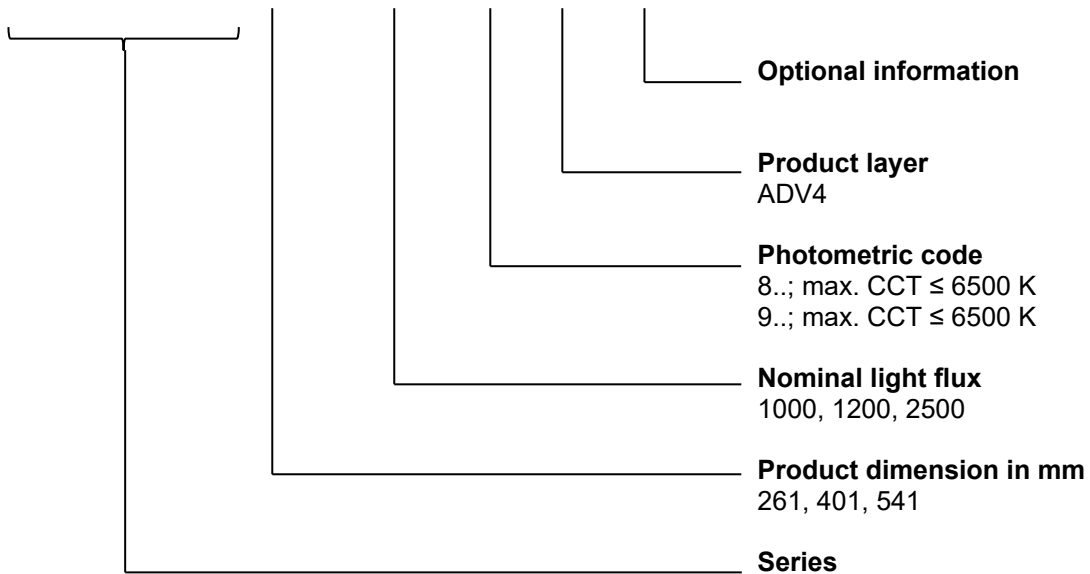 Optional information
Product layer
ADV4
Photometric code
8..; max. CCT ≤ 6500 K
9..; max. CCT ≤ 6500 K
Nominal light flux
1000, 1200, 2500
Product dimension in mm
261, 401, 541
Series